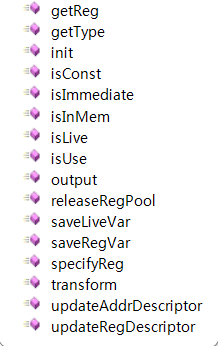 getReg
getType
init
isConst
isImmediate
isInMem
isLive
isUse
output
releaseRegPool
saveLiveVar
saveRegVar
specifyReg
transform
updateAddrDescriptor
updateRegDescriptor